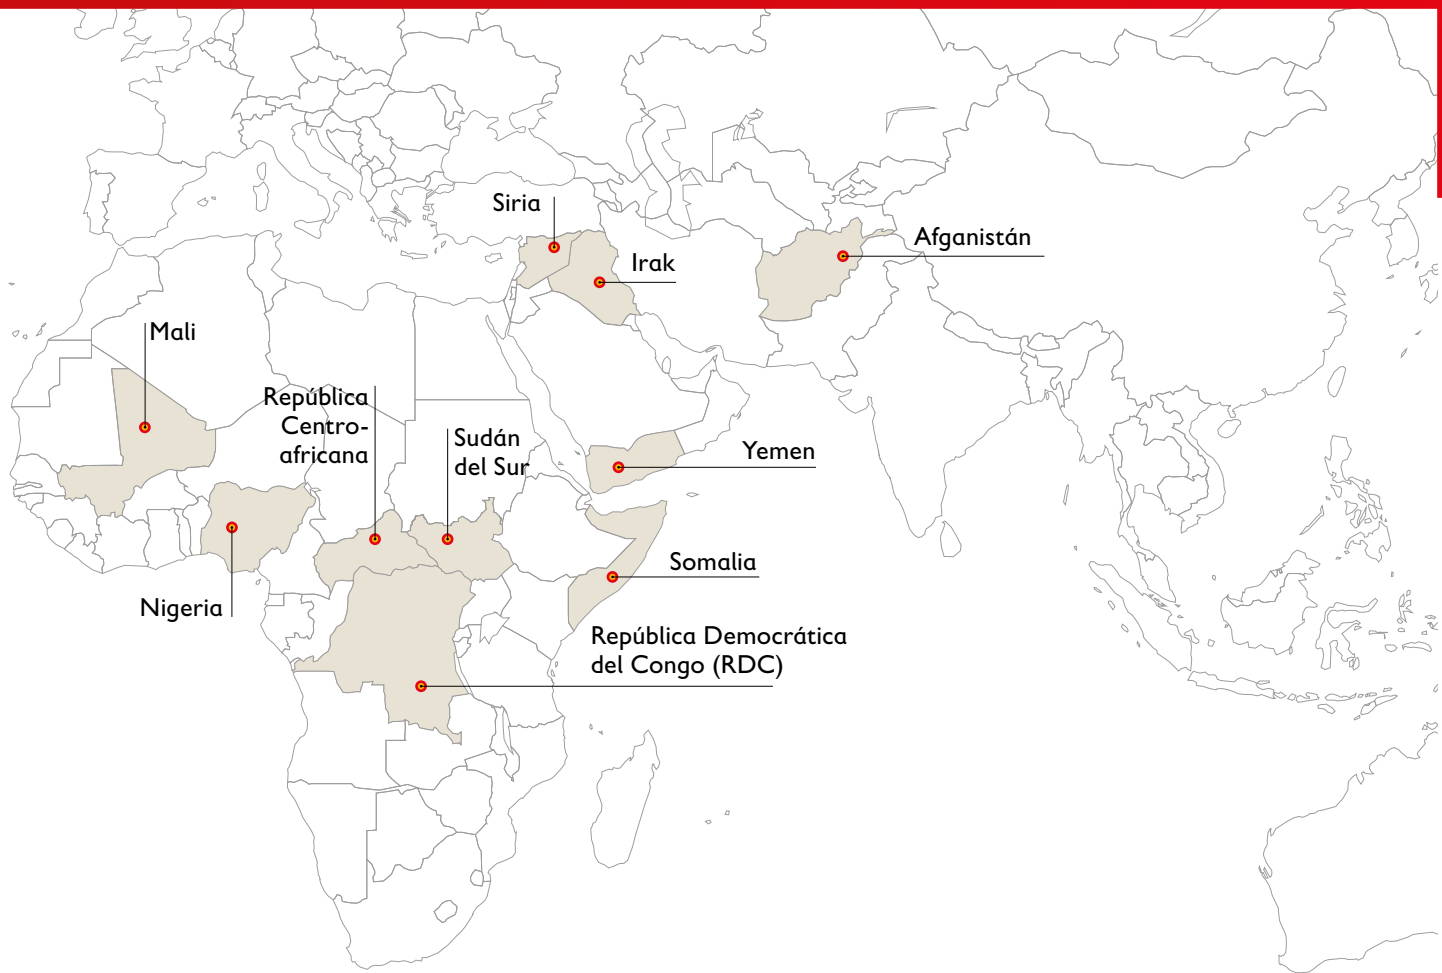 Siria
Afganistán
Irak
Mali
República
Centro-
africana
Sudán
del Sur
Yemen
Somalia
Nigeria
República Democrática
del Congo (RDC)